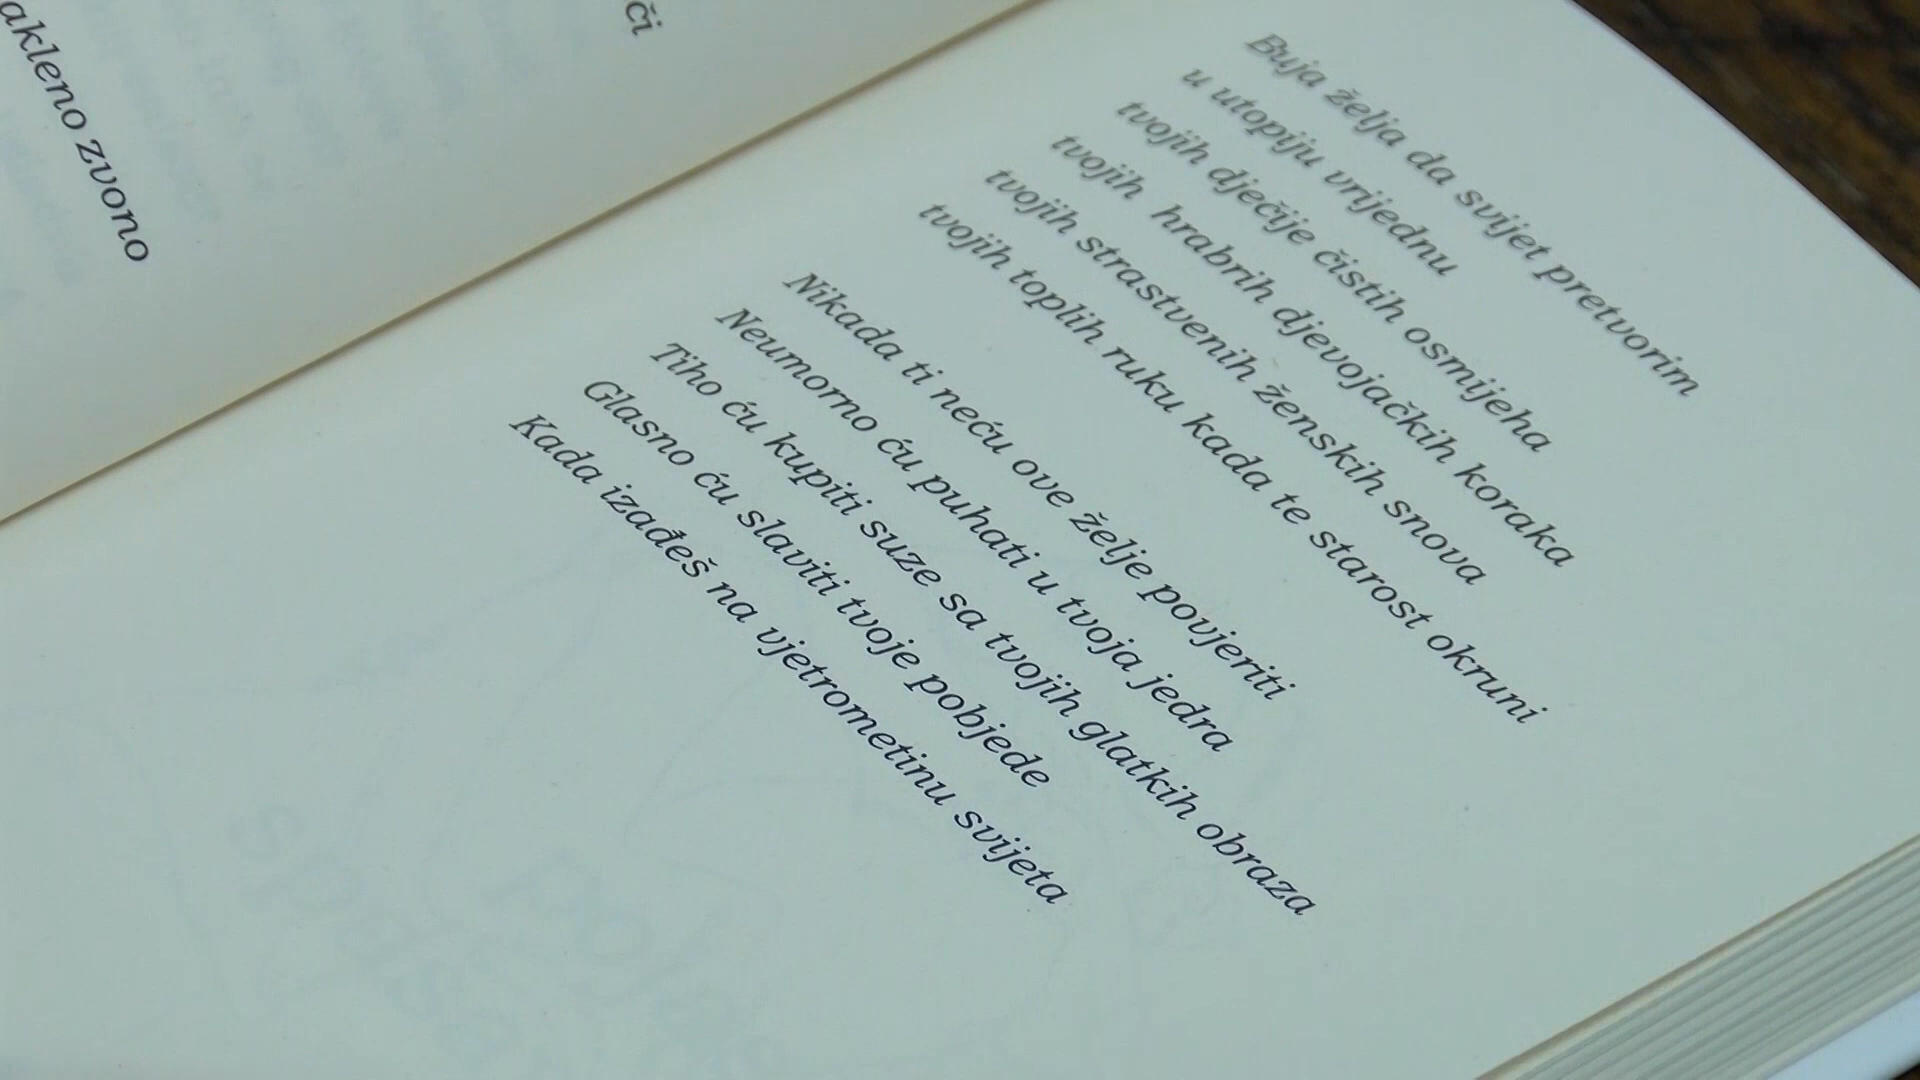 či
akleno zvono
Buja želja da svijet pretvorim
u utopiju vrijednu
tvojih dječije čistih osmijeha
tvojih hrabrih djevojačkih koraka
tvojih strastvenih ženskih snova
tvojih toplih ruku kada te starost okruni
Nikada ti neću ove želje povjeriti
Neumorno ću puhati u tvoja jedra
Tiho ću kupiti suze sa tvojih glatkih obraza
Glasno ću slaviti tvoje pobjede
Kada izađeš na vjetrometinu svijeta